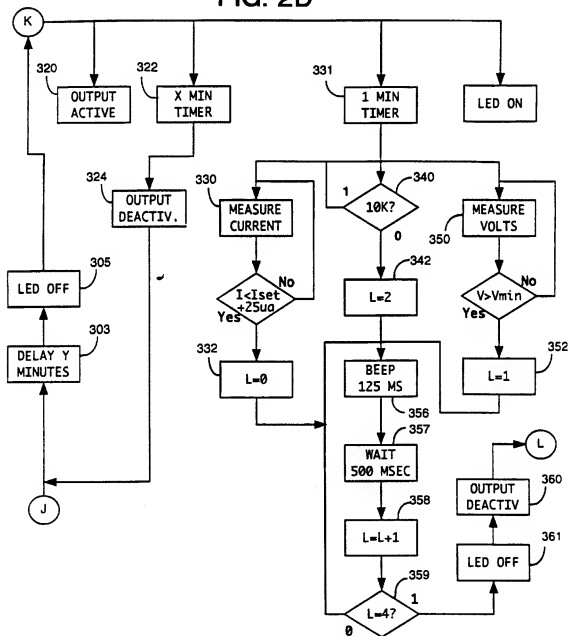 FIG. 2D
K
320
OUTPUT
ACTIVE
322
X MIN
TIMER
331
1 MIN
TIMER
LED ON
324
OUTPUT
DEACTIV.
330
MEASURE
CURRENT
1
10K?
340
0
350
MEASURE
VOLTS
305
LED OFF
I<Iset
+25ua
No
Yes
342
L=2
V>Vmin
No
Yes
303
DELAY Y
MINUTES
332
L=0
BEEP
125 MS
356
L=1
352
357
WAIT
500 MSEC
L
J
358
L=L+1
OUTPUT
DEACTIV
360
LED OFF
361
359
L=4?
1
0